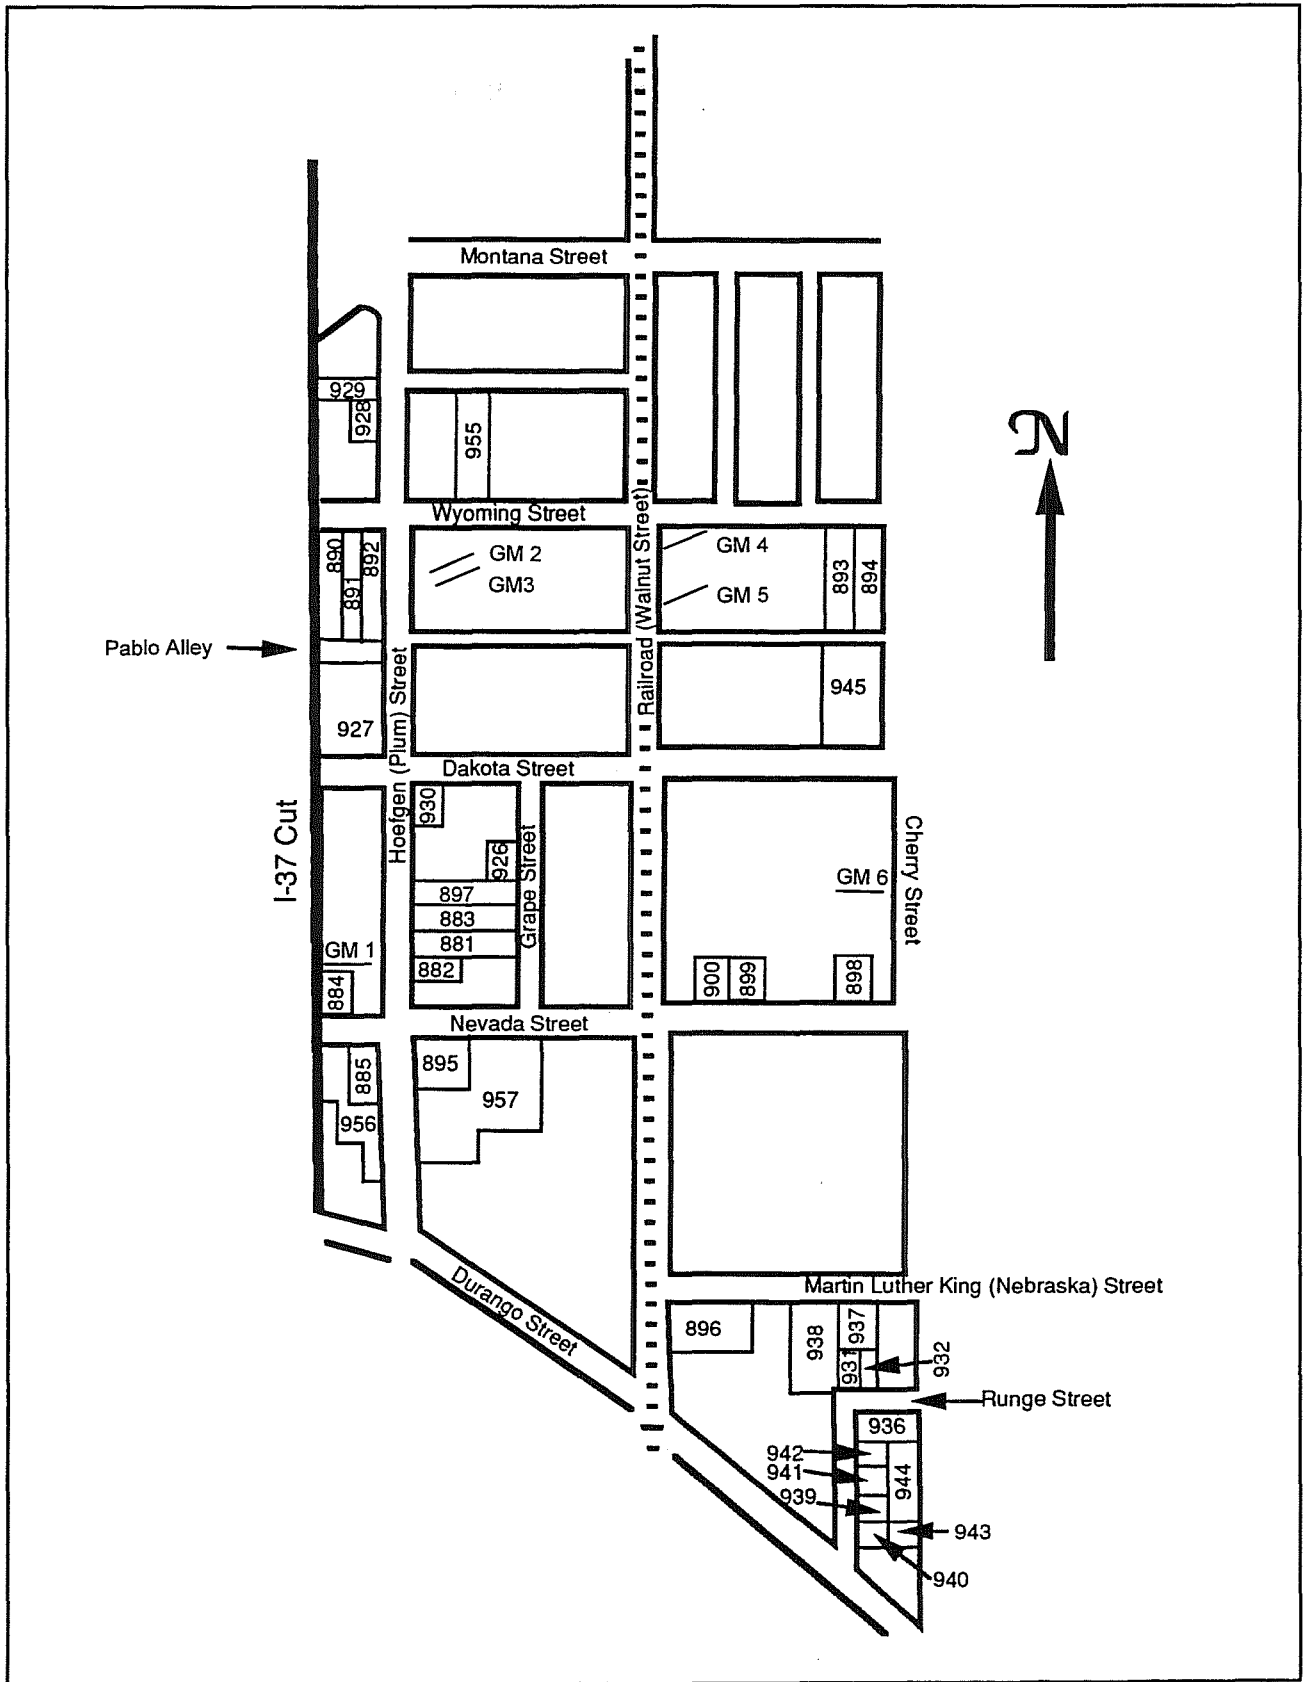 Montana Street
929
928
955
N
Wyoming Street
890
891
892
GM 2
GM3
GM 4
GM 5
893
894
Railroad (Walnut Street)
Pablo Alley
927
Hoefgen (Plum) Street
945
Dakota Street
I-37 Cut
930
926
897
883
881
882
Grape Street
GM 6
Cherry Street
GM 1
884
900
899
898
Nevada Street
885
956
895
957
Durango Street
Martin Luther King (Nebraska) Street
896
938
937
931
932
Runge Street
936
942
941
939
944
943
940